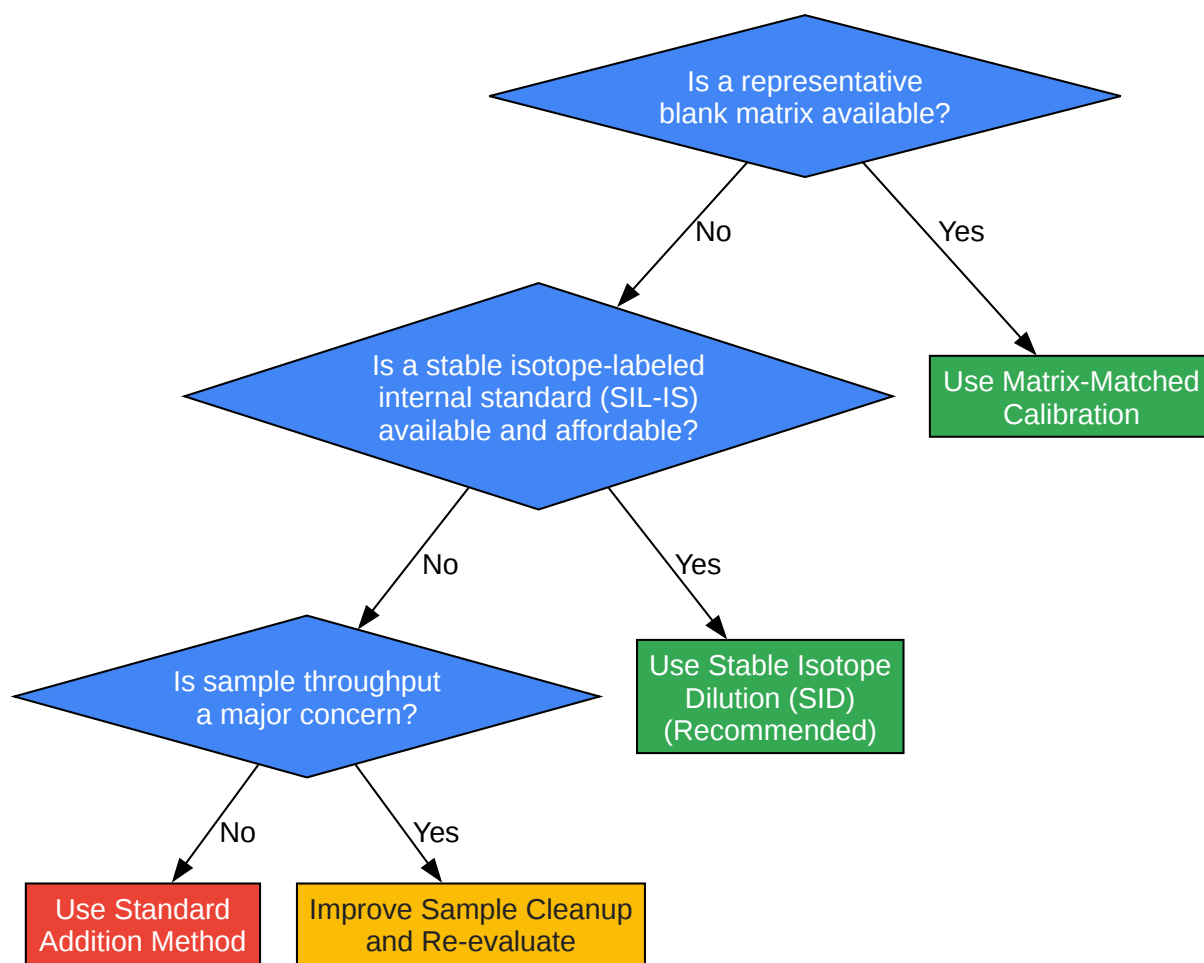 Is a representative
blank matrix available?
No
Yes
Is a stable isotope-labeled
internal standard (SIL-IS)
available and affordable?
Use Matrix-Matched
Calibration
No
Yes
Is sample throughput
a major concern?
Use Stable Isotope
Dilution (SID)
(Recommended)
No
Yes
Use Standard
Addition Method
Improve Sample Cleanup
and Re-evaluate